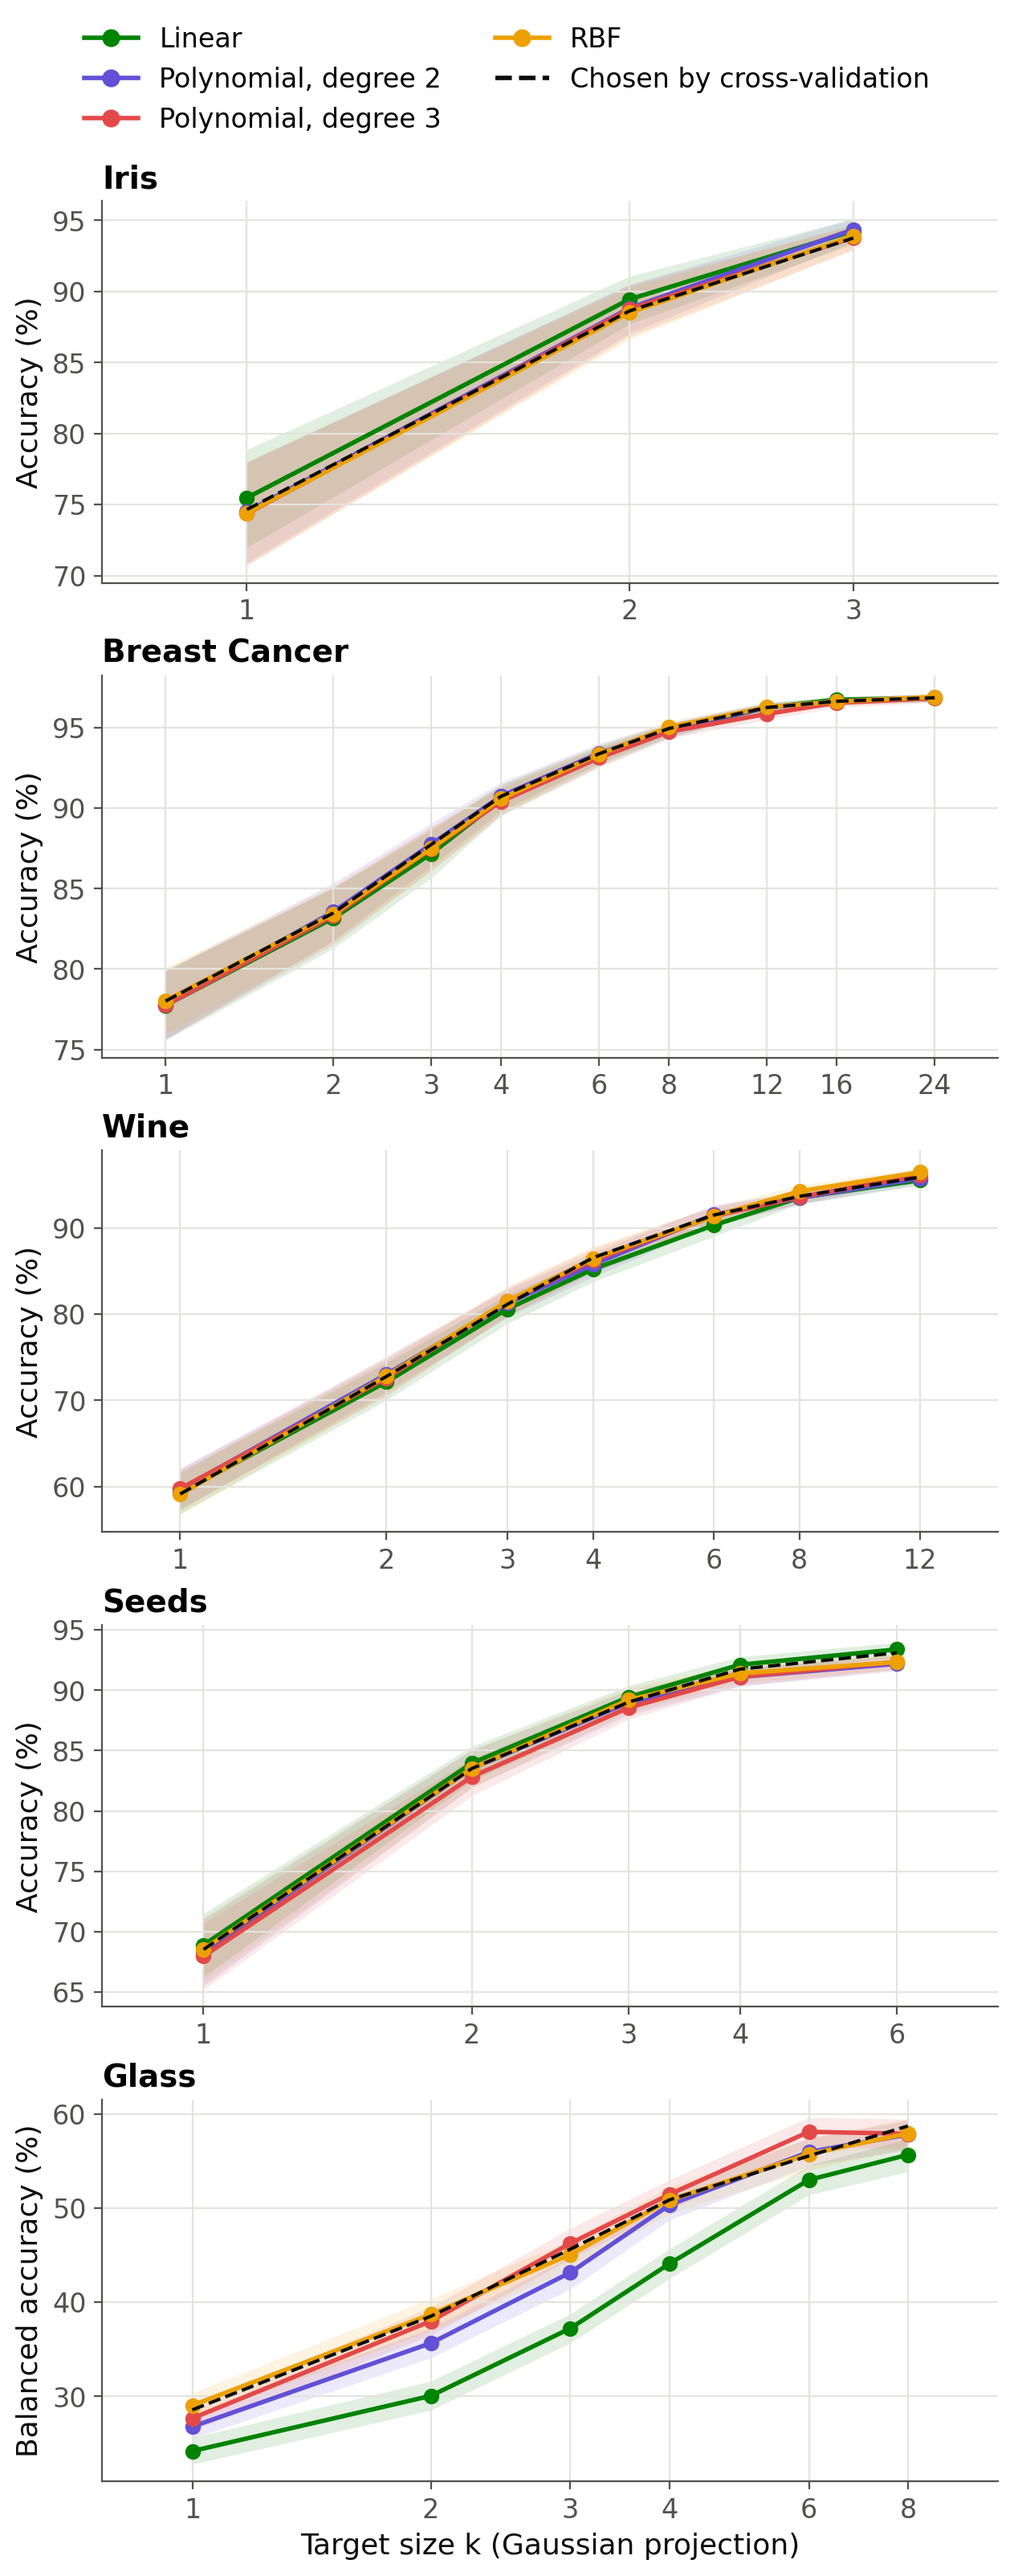 Linear
Polynomial, degree 2
Polynomial, degree 3
RBF
Chosen by cross-validation
Iris
Accuracy (%)
95
90
85
80
75
70
1 2 3
Breast Cancer
Accuracy (%)
95
90
85
80
75
1 2 3 4 6 8 12 16 24
Wine
Accuracy (%)
90
80
70
60
1 2 3 4 6 8 12
Seeds
Accuracy (%)
95
90
85
80
75
70
65
1 2 3 4 6
Glass
Balanced accuracy (%)
60
50
40
30
1 2 3 4 6 8
Target size k (Gaussian projection)